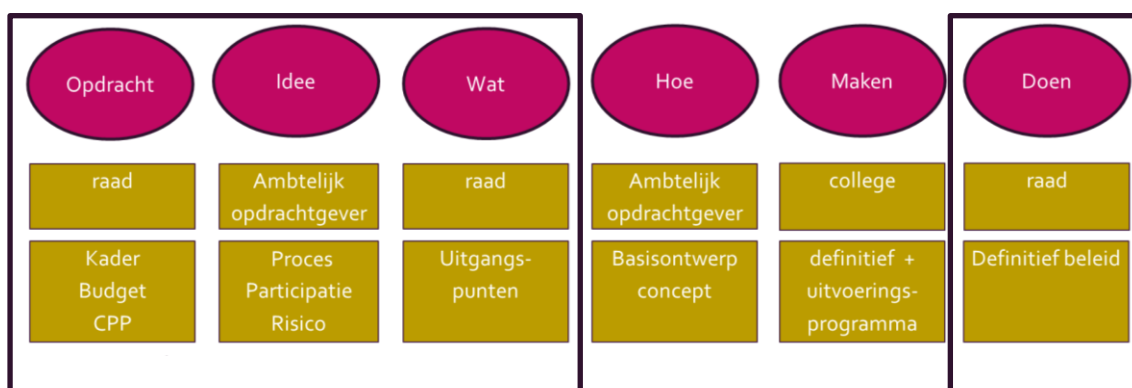 Opdracht
Idee
Wat
Hoe
Maken
Doen
raad
Ambtelijk
opdrachtgever
raad
Ambtelijk
opdrachtgever
college
raad
Kader
Budget
CPP
Proces
Participatie
Risico
Uitgangs-
punten
Basisontwerp
concept
definitief +
uitvoerings-
programma
Definitief beleid